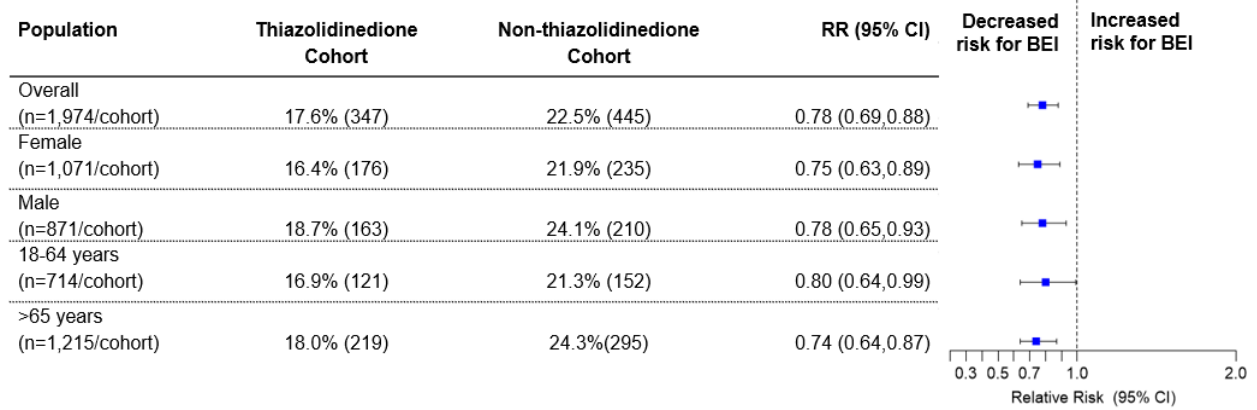 Population Thiazolidinedione Cohort Non-thiazolidinedione Cohort RR (95% CI) Decreased risk for BEI Increased risk for BEI
Overall
(n=1,974/cohort) 17.6% (347) 22.5% (445) 0.78 (0.69,0.88)
Female
(n=1,071/cohort) 16.4% (176) 21.9% (235) 0.75 (0.63,0.89)
Male
(n=871/cohort) 18.7% (163) 24.1% (210) 0.78 (0.65,0.93)
18-64 years
(n=714/cohort) 16.9% (121) 21.3% (152) 0.80 (0.64,0.99)
>65 years
(n=1,215/cohort) 18.0% (219) 24.3%(295) 0.74 (0.64,0.87)
0.3 0.5 0.7 1.0 2.0
Relative Risk (95% CI)